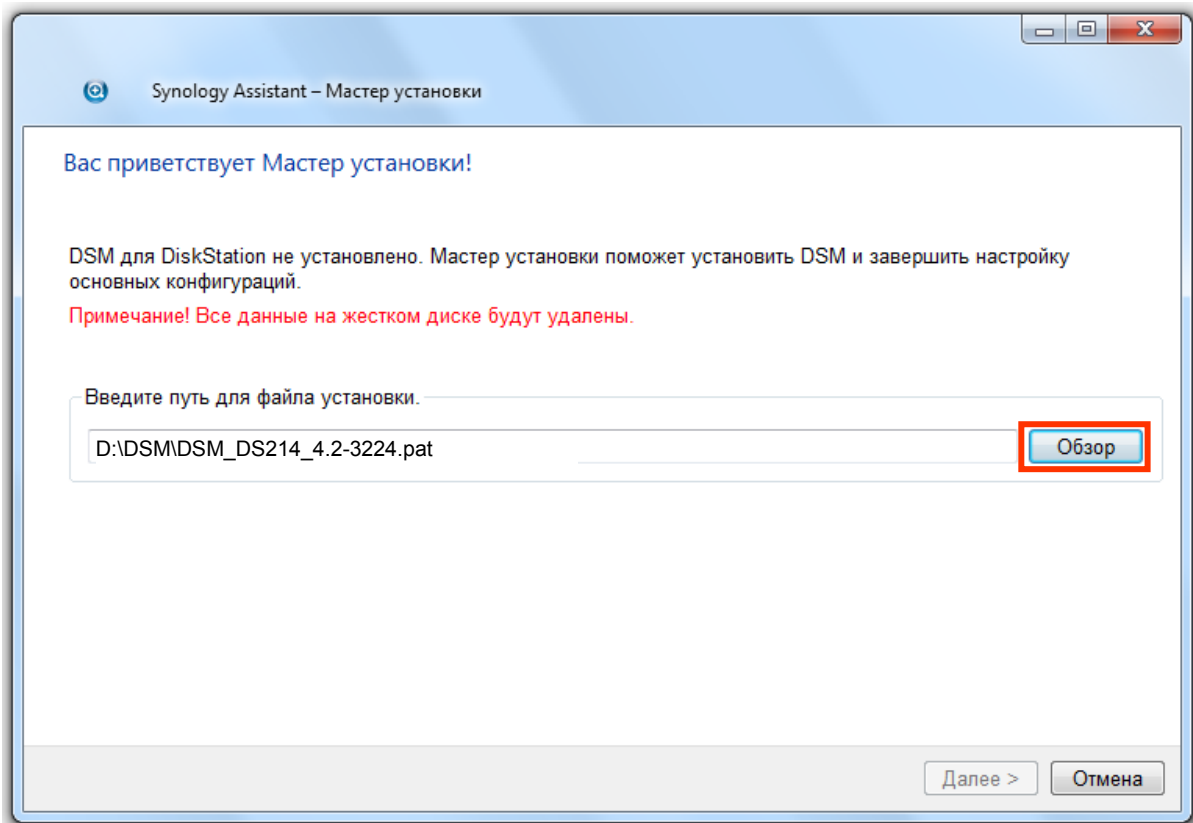 Synology Assistant – Мастер установки
Вас приветствует Мастер установки!
DSM для DiskStation не установлено. Мастер установки поможет установить DSM и завершить настройку
основных конфигураций.
Примечание! Все данные на жестком диске будут удалены.
Введите путь для файла установки.
D:\DSM\DSM_DS214_4.2-3224.pat
Обзор
Далее >
Отмена